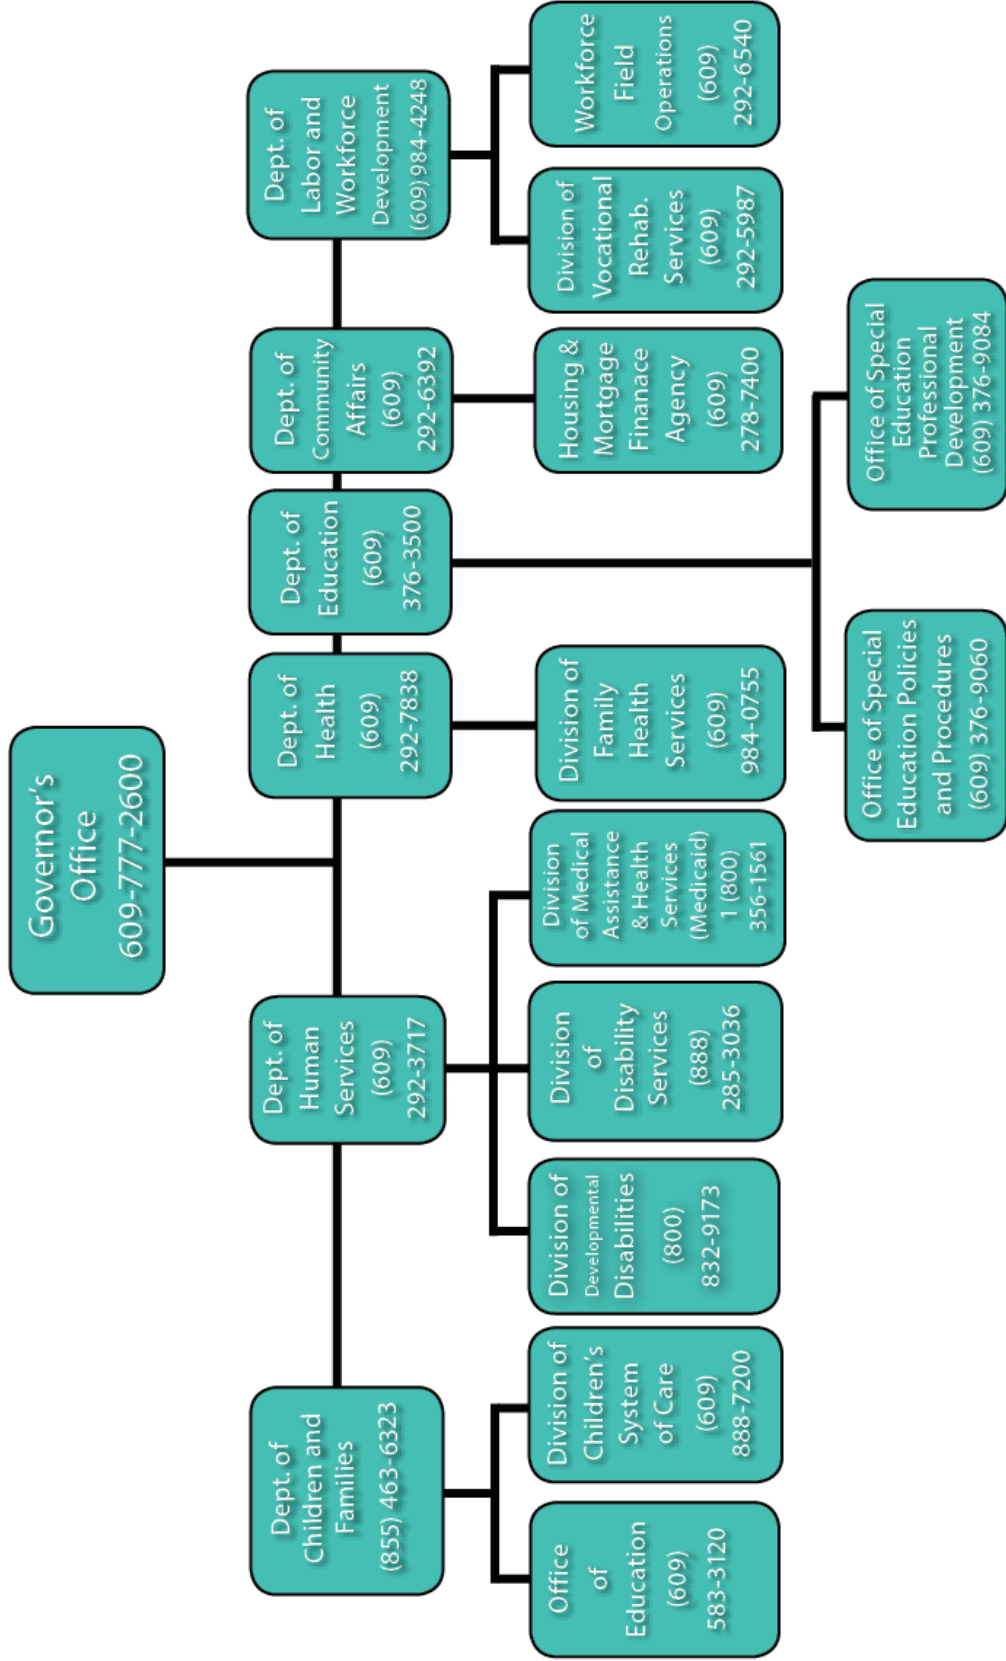 Governor's
Office
609-777-2600
Dept. of
Children and
Families
(855) 463-6323
Dept. of
Human
Services
(609)
292-3717
Dept. of
Health
(609)
292-7838
Dept. of
Education
(609)
376-3500
Dept. of
Community
Affairs
(609)
292-6392
Dept. of
Labor and
Workforce
Development
(609) 984-4248
Office
of
Education
(609)
583-3120
Division of
Children's
System
of Care
(609)
888-7200
Division of
Developmental
Disabilities
(800)
832-9173
Division
of
Disability
Services
(888)
285-3036
Division
of Medical
Assistance
& Health
Services
(Medicaid)
1 (800)
356-1561
Division of
Family
Health
Services
(609)
984-0755
Housing &
Mortgage
Finanace
Agency
(609)
278-7400
Division of
Vocational
Rehab.
Services
(609)
292-5987
Workforce
Field
Operations
(609)
292-6540
Office of Special
Education Policies
and Procedures
(609) 376-9060
Office of Special
Education
Professional
Development
(609) 376-9084